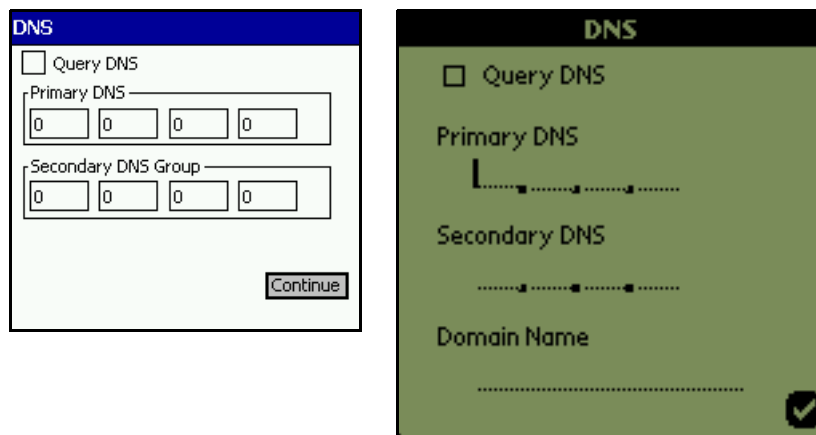 DNS
Query DNS
Primary DNS
0 0 0 0
Secondary DNS Group
0 0 0 0
Continue
DNS
Query DNS
Primary DNS
Secondary DNS
Domain Name